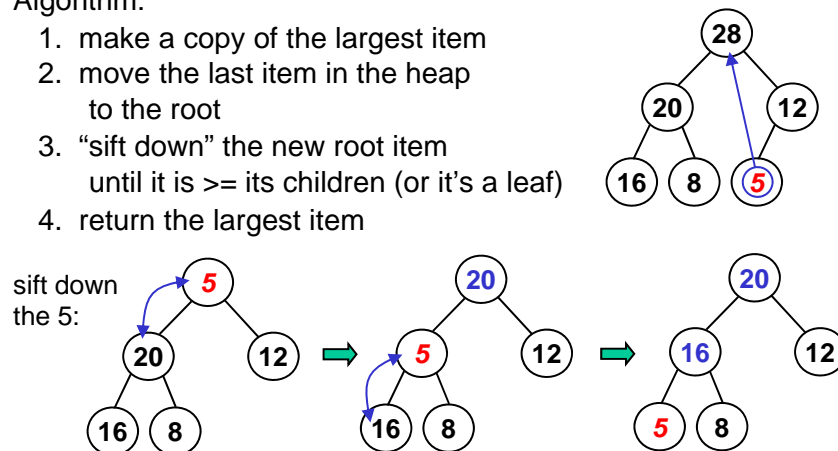 Algorithm:
1. make a copy of the largest item
2. move the last item in the heap
to the root
3. “sift down” the new root item
until it is >= its children (or it’s a leaf)
4. return the largest item
28
20 12
16 8 5
sift down
the 5:
5
20 12
16 8
20
5 12
16 8
20
16 12
5 8